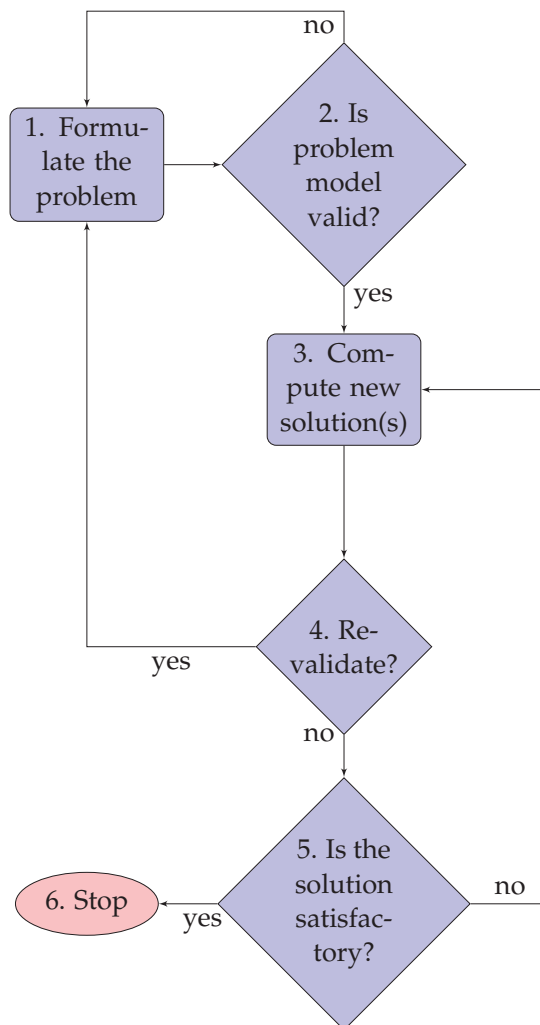 no
1. Formu-
late the
problem
2. Is
problem
model
valid?
yes
3. Com-
pute new
solution(s)
4. Re-
validate?
yes
no
5. Is the
solution
satisfac-
tory?
no
6. Stop
yes